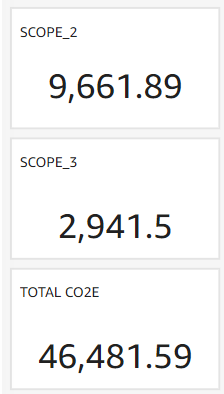 SCOPE_2
9,661.89
SCOPE_3
2,941.5
TOTAL CO2E
46,481.59